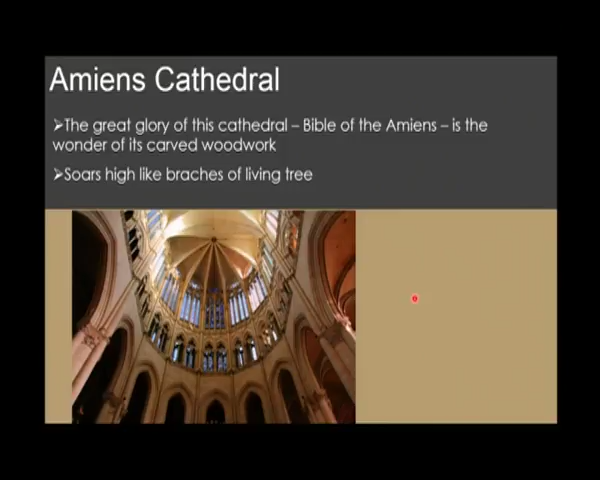 Amiens Cathedral
➢The great glory of this cathedral – Bible of the Amiens – is the
wonder of its carved woodwork
➢Soars high like braches of living tree